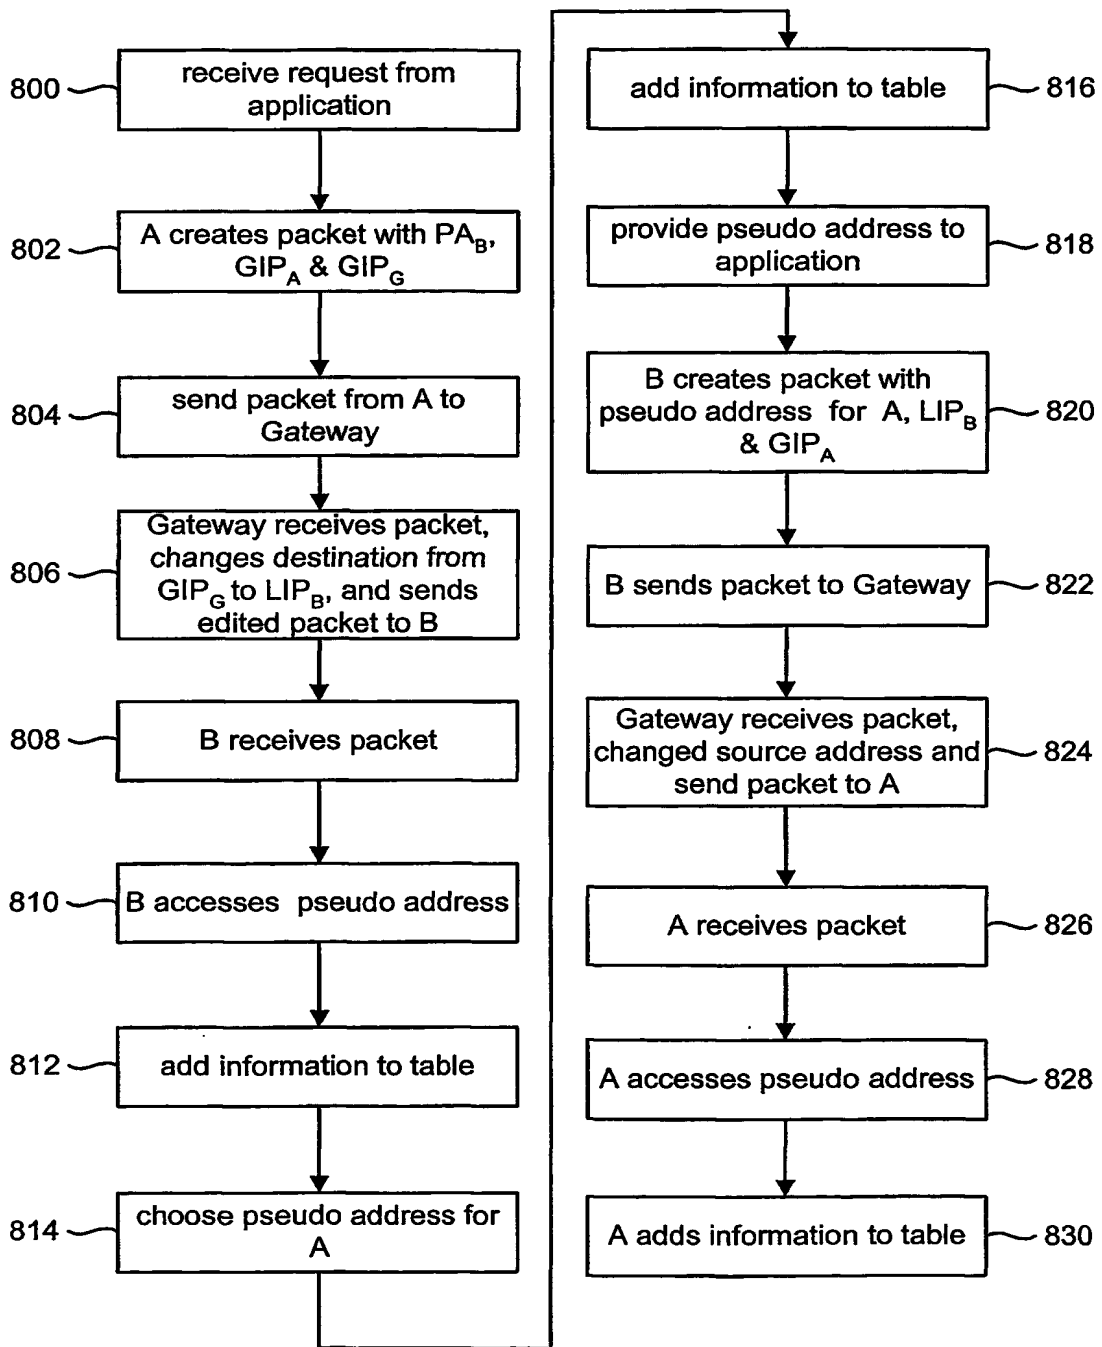 800
receive request from
application
802
A creates packet with PA_B,
GIP_A & GIP_G
804
send packet from A to
Gateway
806
Gateway receives packet,
changes destination from
GIP_G to LIP_B, and sends
edited packet to B
808
B receives packet
810
B accesses pseudo address
812
add information to table
814
choose pseudo address for
A
add information to table
816
provide pseudo address to
application
818
B creates packet with
pseudo address for A, LIP_B
& GIP_A
820
B sends packet to Gateway
822
Gateway receives packet,
changed source address and
send packet to A
824
A receives packet
826
A accesses pseudo address
828
A adds information to table
830